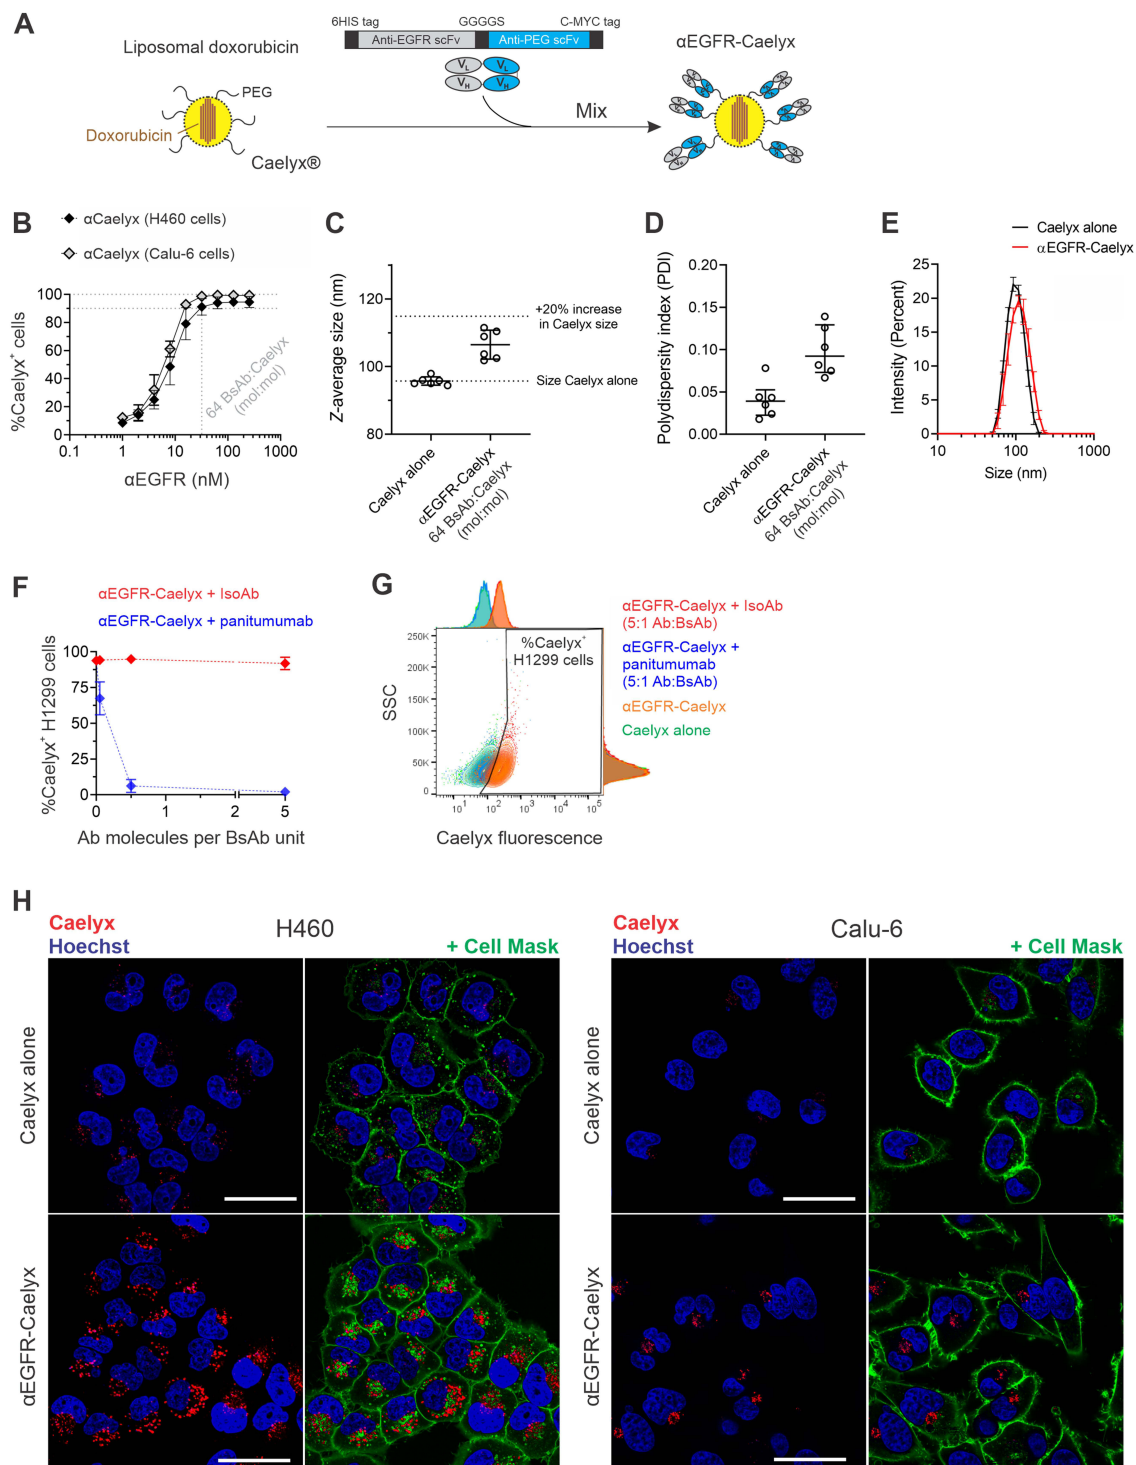 A
6HIS tag
GGGGS
C-MYC tag
Anti-EGFR scFv
Anti-PEG scFv
Liposomal doxorubicin
αEGFR-Caelyx
VL
VL
VH
VH
PEG
Mix
Doxorubicin
Caelyx®
B
αCaelyx (H460 cells)
αCaelyx (Calu-6 cells)
%Caelyx+ cells
100
80
60
40
20
0
0.1
1
10
100
1000
αEGFR (nM)
64 BsAb:Caelyx
(mol:mol)
C
Z-average size (nm)
120
100
80
+20% increase
in Caelyx size
Size Caelyx alone
Caelyx alone
αEGFR-Caelyx
64 BsAb:Caelyx
(mol:mol)
D
Polydispersity index (PDI)
0.20
0.15
0.10
0.05
0.00
Caelyx alone
αEGFR-Caelyx
64 BsAb:Caelyx
(mol:mol)
E
Caelyx alone
αEGFR-Caelyx
Intensity (Percent)
25
20
15
10
5
0
10
100
1000
Size (nm)
F
αEGFR-Caelyx + IsoAb
αEGFR-Caelyx + panitumumab
%Caelyx+ H1299 cells
100
75
50
25
0
0
1
2
5
Ab molecules per BsAb unit
G
%Caelyx+
H1299 cells
SSC
250K
200K
150K
100K
50K
0
101
102
103
104
105
Caelyx fluorescence
αEGFR-Caelyx + IsoAb
(5:1 Ab:BsAb)
αEGFR-Caelyx +
panitumumab
(5:1 Ab:BsAb)
αEGFR-Caelyx
Caelyx alone
H
Caelyx
Hoechst
H460
+ Cell Mask
Caelyx
Hoechst
Calu-6
+ Cell Mask
Caelyx alone
Caelyx alone
αEGFR-Caelyx
αEGFR-Caelyx